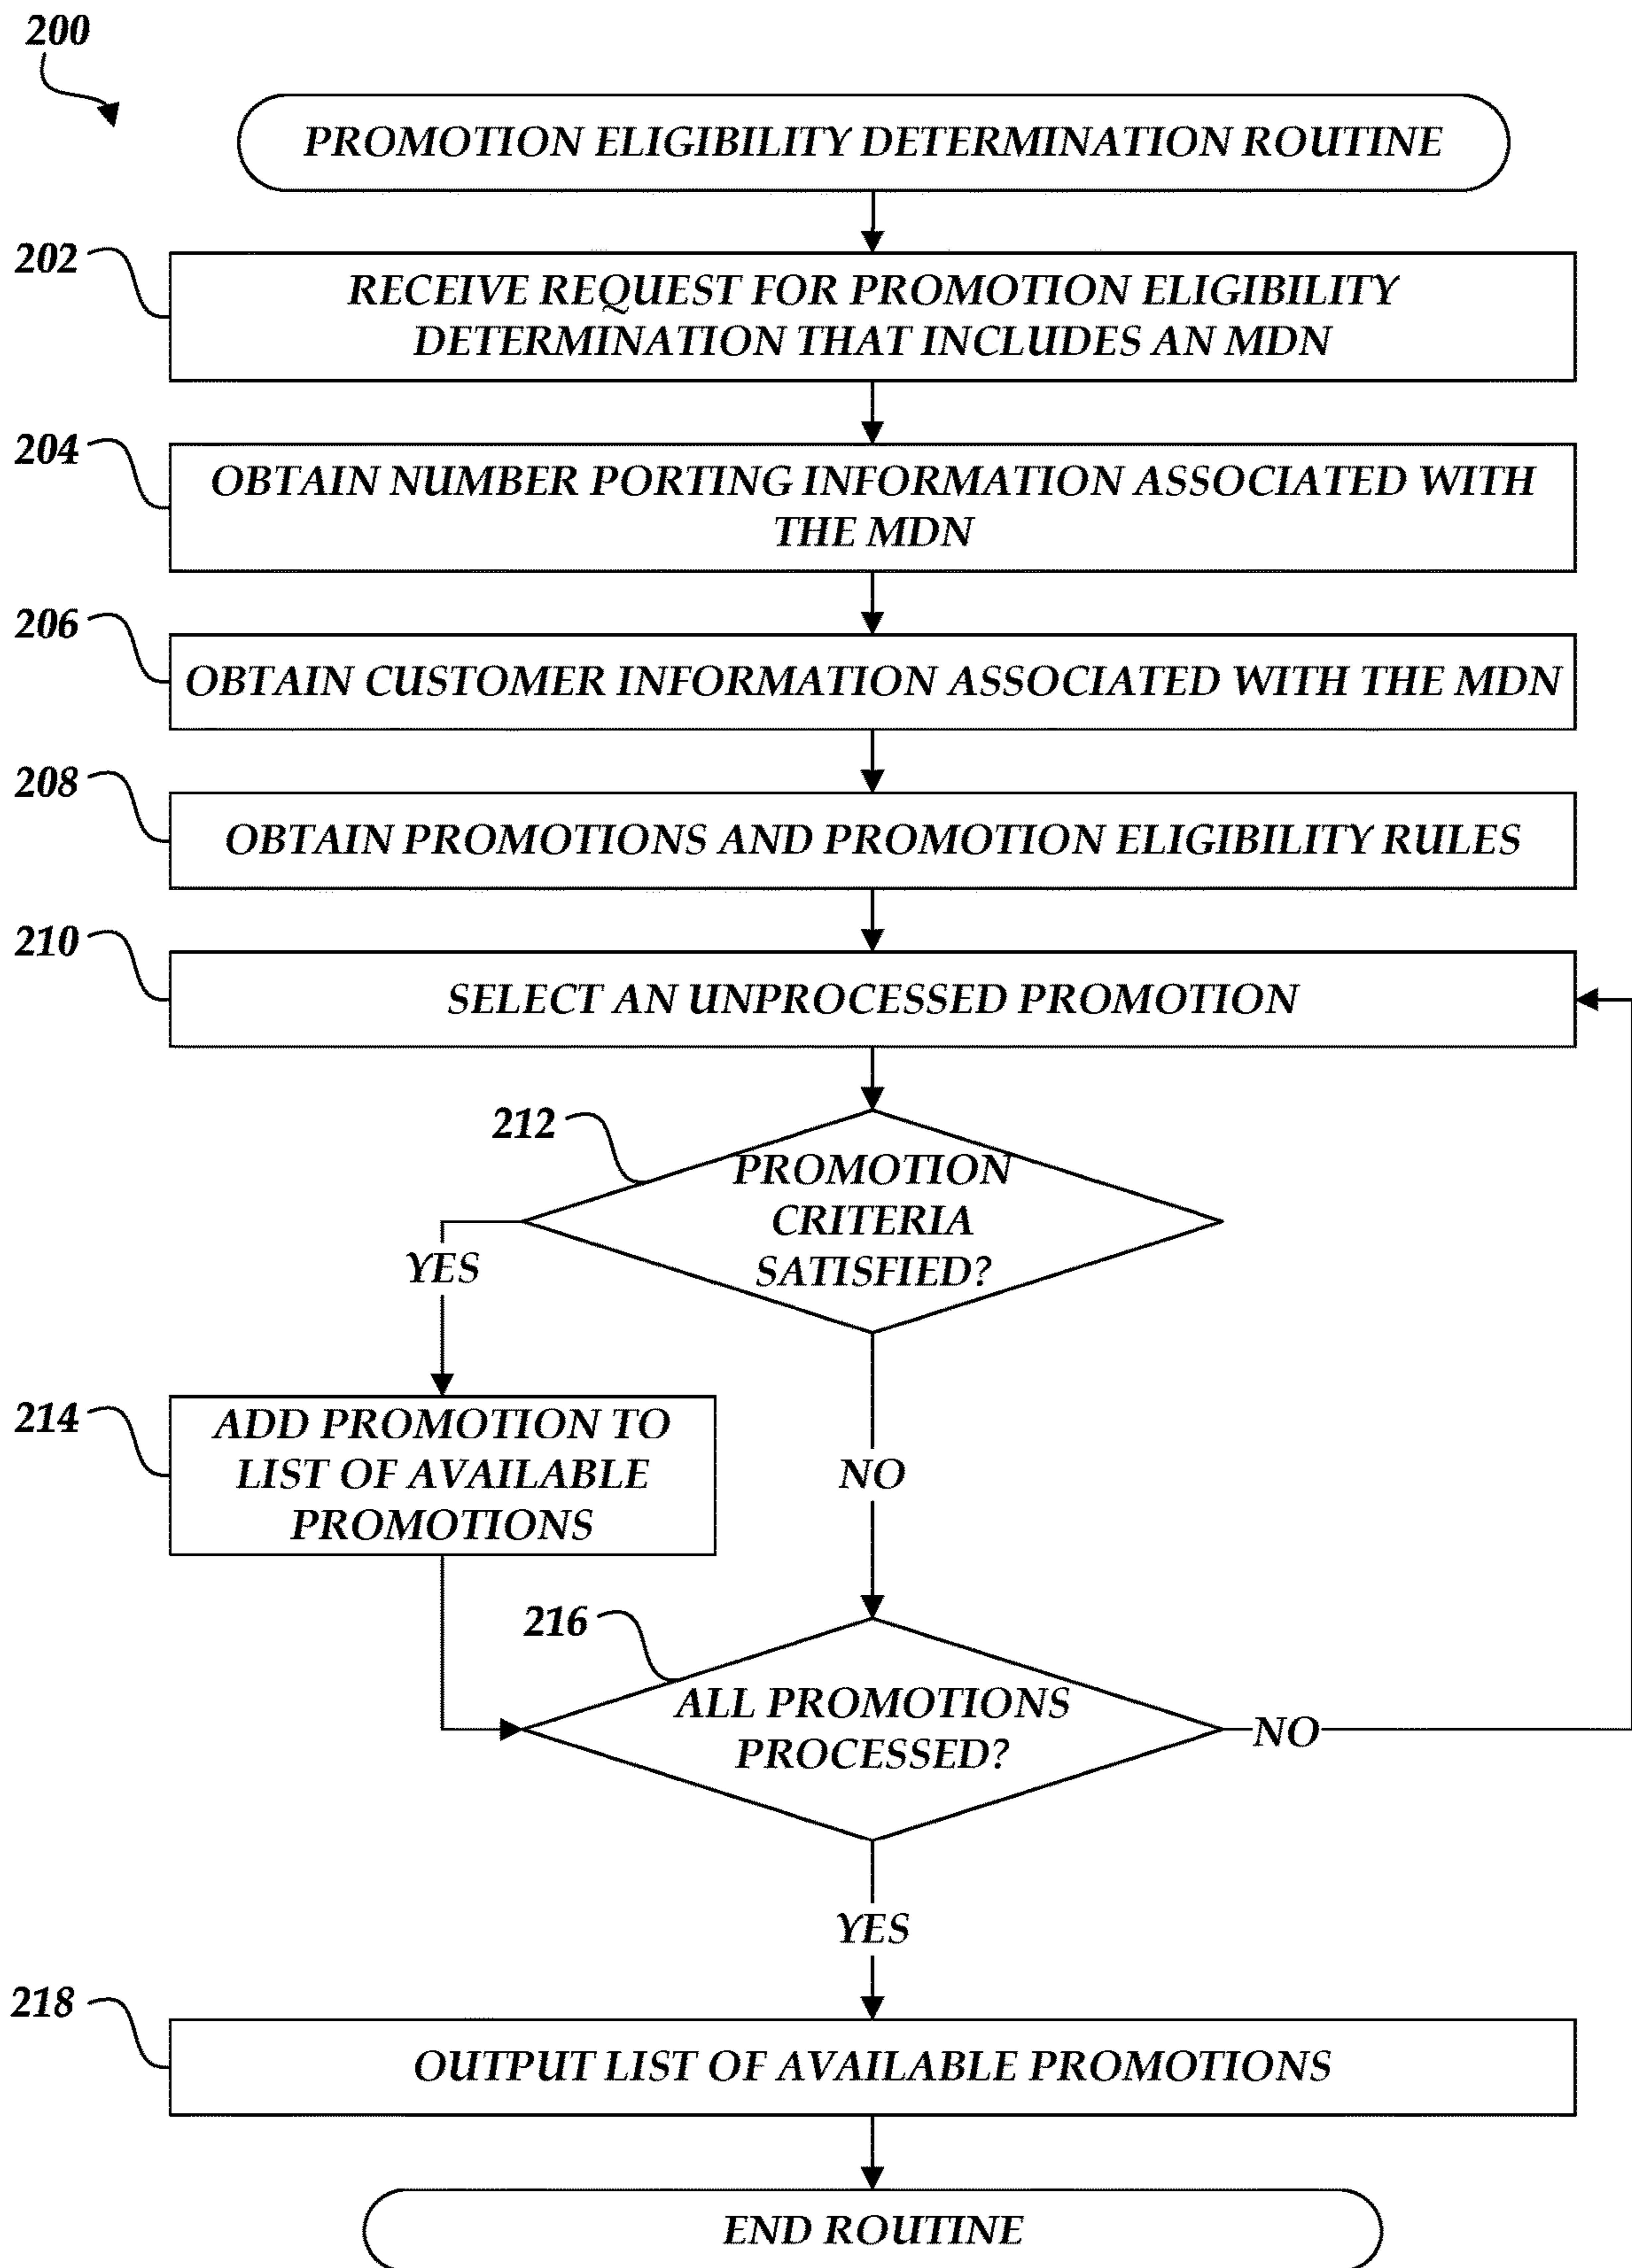 200
PROMOTION ELIGIBILITY DETERMINATION ROUTINE
202
RECEIVE REQUEST FOR PROMOTION ELIGIBILITY
DETERMINATION THAT INCLUDES AN MDN
204
OBTAIN NUMBER PORTING INFORMATION ASSOCIATED WITH
THE MDN
206
OBTAIN CUSTOMER INFORMATION ASSOCIATED WITH THE MDN
208
OBTAIN PROMOTIONS AND PROMOTION ELIGIBILITY RULES
210
SELECT AN UNPROCESSED PROMOTION
212
PROMOTION
CRITERIA
SATISFIED?
YES
214
ADD PROMOTION TO
LIST OF AVAILABLE
PROMOTIONS
NO
216
ALL PROMOTIONS
PROCESSED?
NO
YES
218
OUTPUT LIST OF AVAILABLE PROMOTIONS
END ROUTINE